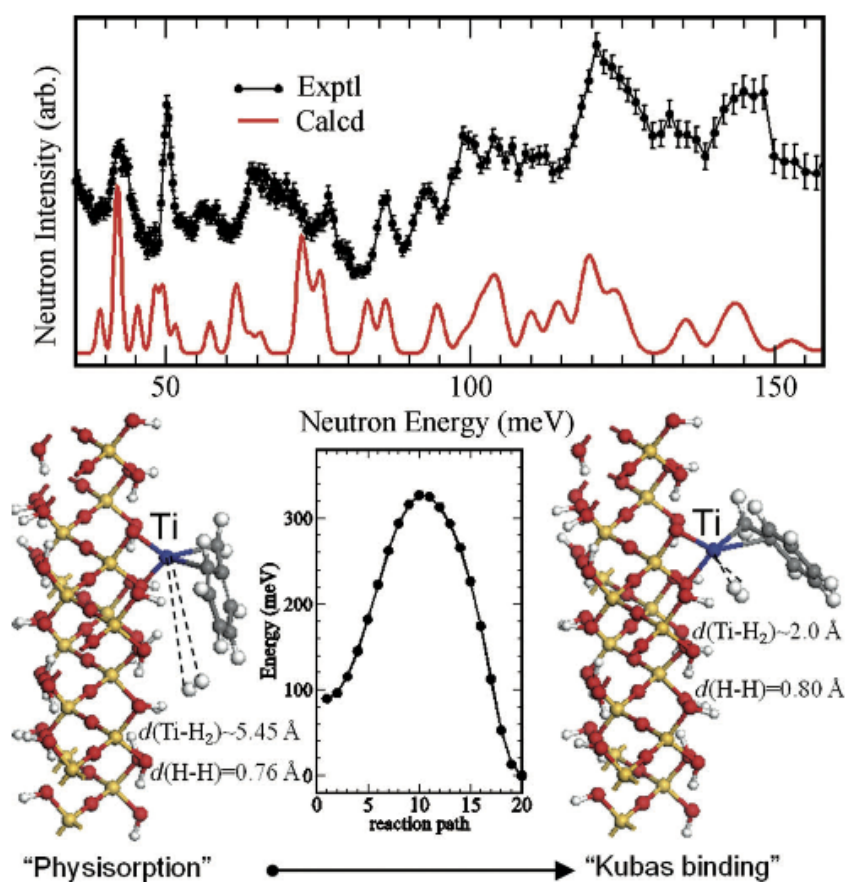 Neutron Intensity (arb.)
Exptl
Calcd
50
100
150
Neutron Energy (meV)
Ti
d(Ti-H₂)~5.45 Å
d(H-H)=0.76 Å
Energy (meV)
300
200
100
0
0
5
10
15
20
reaction path
Ti
d(Ti-H₂)~2.0 Å
d(H-H)=0.80 Å
“Physisorption”
“Kubas binding”